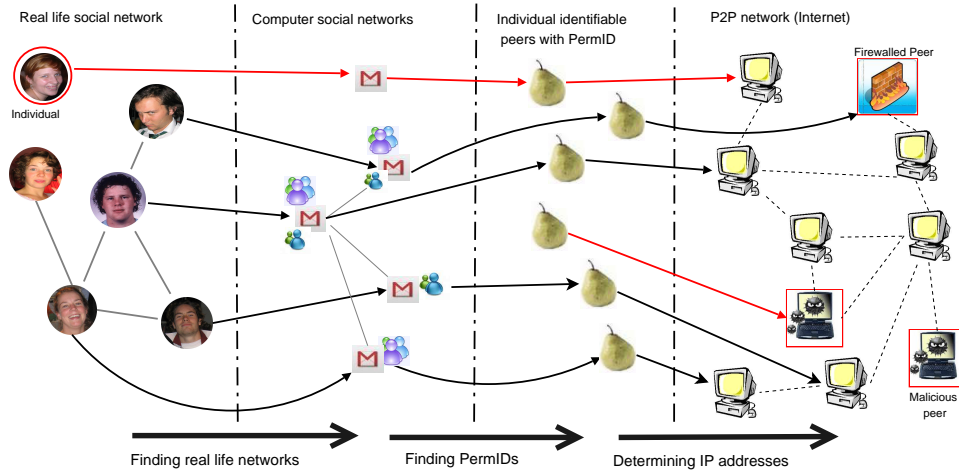 Real life social network
Computer social networks
Individual identifiable
peers with PermID
P2P network (Internet)
Firewalled Peer
Individual
Malicious
peer
Finding real life networks
Finding PermIDs
Determining IP addresses